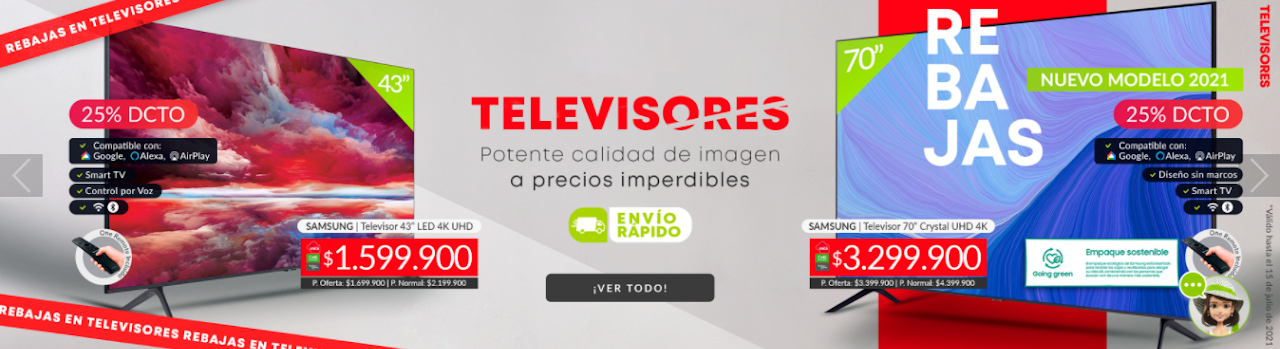 REBAJAS EN TELEVISORES
43”
25% DCTO
Compatible con:
Google, Alexa, AirPlay
Smart TV
Control por Voz
One Remote
SAMSUNG | Televisor 43” LED 4K UHD
$1.599.900
P. Oferta: $1.699.900 | P. Normal: $2.199.900
REBAJAS EN TELEVISORES REBAJAS EN TELEVI
TELEVISORES
Potente calidad de imagen
a precios imperdibles
ENVÍO
RÁPIDO
¡VER TODO!
70”
RE
BA
JAS
NUEVO MODELO 2021
25% DCTO
Compatible con:
Google, Alexa, AirPlay
Diseño sin marcos
Smart TV
One Remote
SAMSUNG | Televisor 70” Crystal UHD 4K
$3.299.900
P. Oferta: $3.399.900 | P. Normal: $4.399.900
Going green
Empaque sostenible
TELEVISORES
*Válido hasta el 15 de julio de 2021